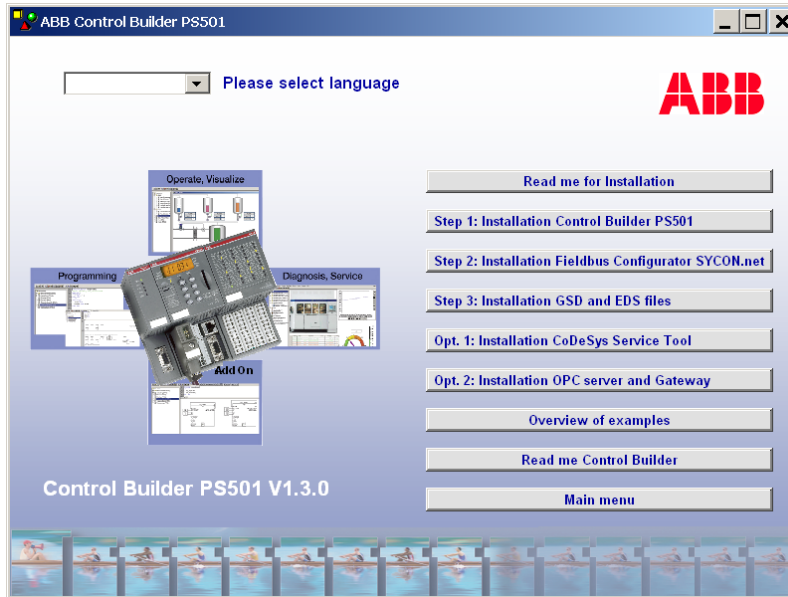 ABB Control Builder PS501
Please select language
ABB
Operate, Visualize
Programming
Diagnosis, Service
Add On
Read me for Installation
Step 1: Installation Control Builder PS501
Step 2: Installation Fieldbus Configurator SYCON.net
Step 3: Installation GSD and EDS files
Opt. 1: Installation CoDeSys Service Tool
Opt. 2: Installation OPC server and Gateway
Overview of examples
Read me Control Builder
Main menu
Control Builder PS501 V1.3.0